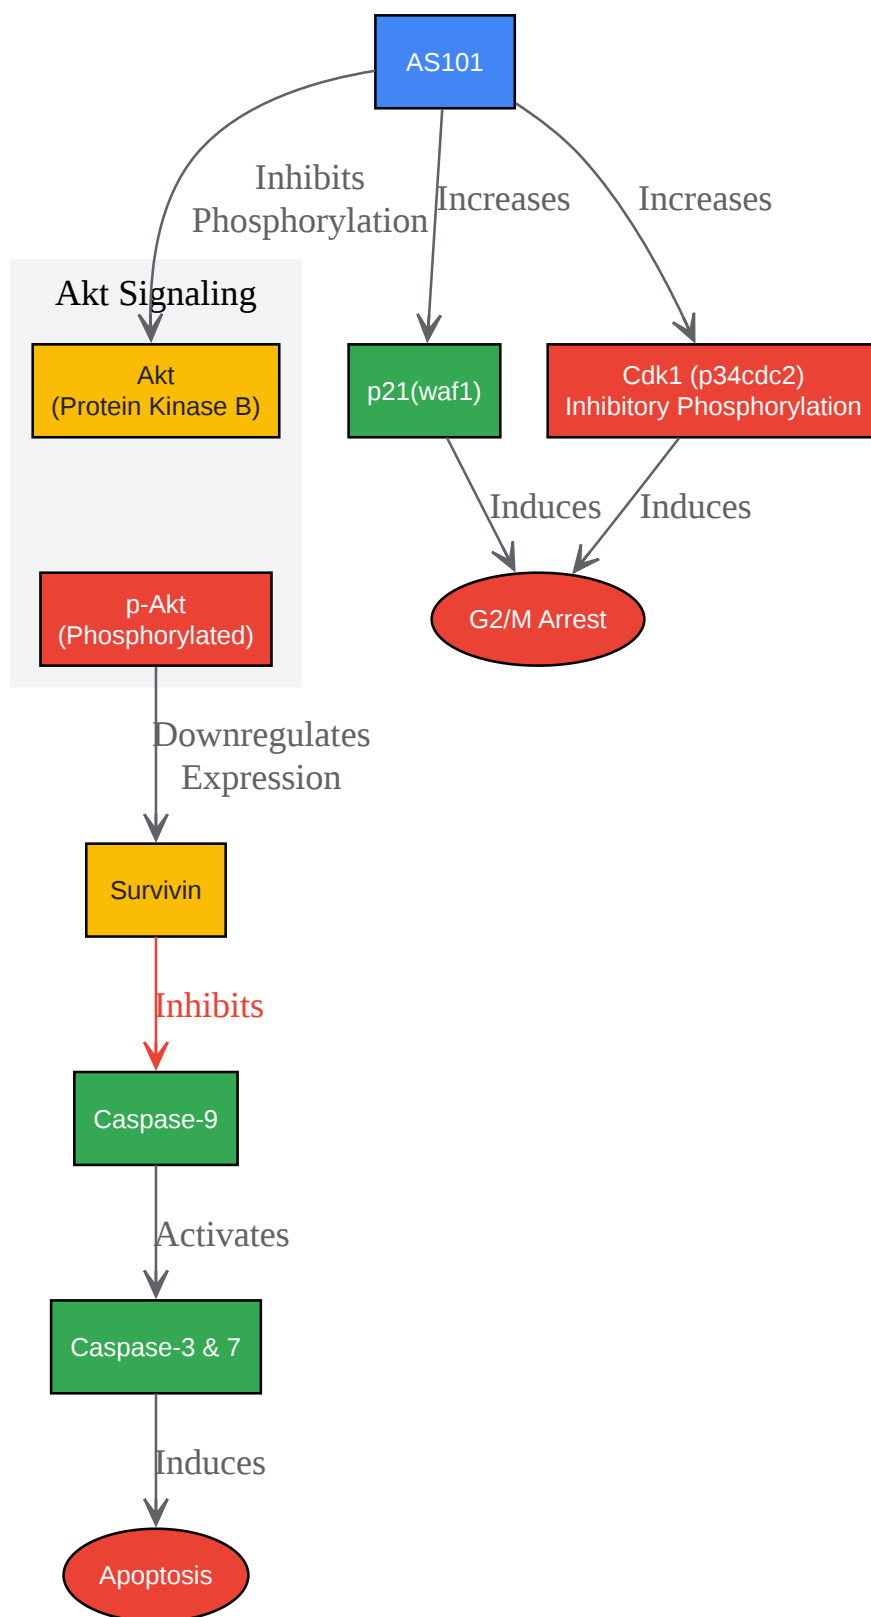 AS101
Inhibits
Phosphorylation
Increases
Increases
Akt Signaling
Akt
(Protein Kinase B)
p21(waf1)
Cdk1 (p34cdc2)
Inhibitory Phosphorylation
Induces
Induces
p-Akt
(Phosphorylated)
G2/M Arrest
Downregulates
Expression
Survivin
Inhibits
Caspase-9
Activates
Caspase-3 & 7
Induces
Apoptosis